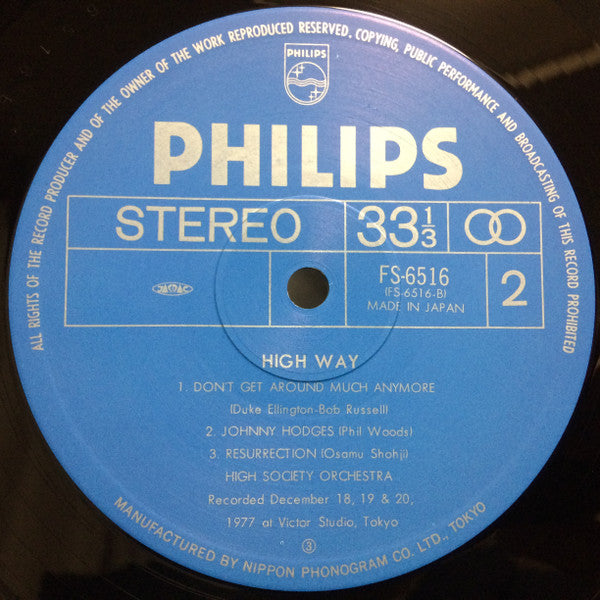 ALL RIGHTS OF THE RECORD PRODUCER AND OF THE OWNER OF THE WORK REPRODUCED RESERVED. COPYING, PUBLIC PERFORMANCE AND BROADCASTING OF THIS RECORD PROHIBITED
PHILIPS
PHILIPS
STEREO 33 1/3
JASRAC FS-6516 2
(FS-6516-B)
MADE IN JAPAN
HIGH WAY
1. DON'T GET AROUND MUCH ANYMORE
(Duke Ellington-Bob Russell)
2. JOHNNY HODGES (Phil Woods)
3. RESURRECTION (Osamu Shohji)
HIGH SOCIETY ORCHESTRA
Recorded December 18, 19 & 20,
1977 at Victor Studio, Tokyo
③
MANUFACTURED BY NIPPON PHONOGRAM CO. LTD., TOKYO